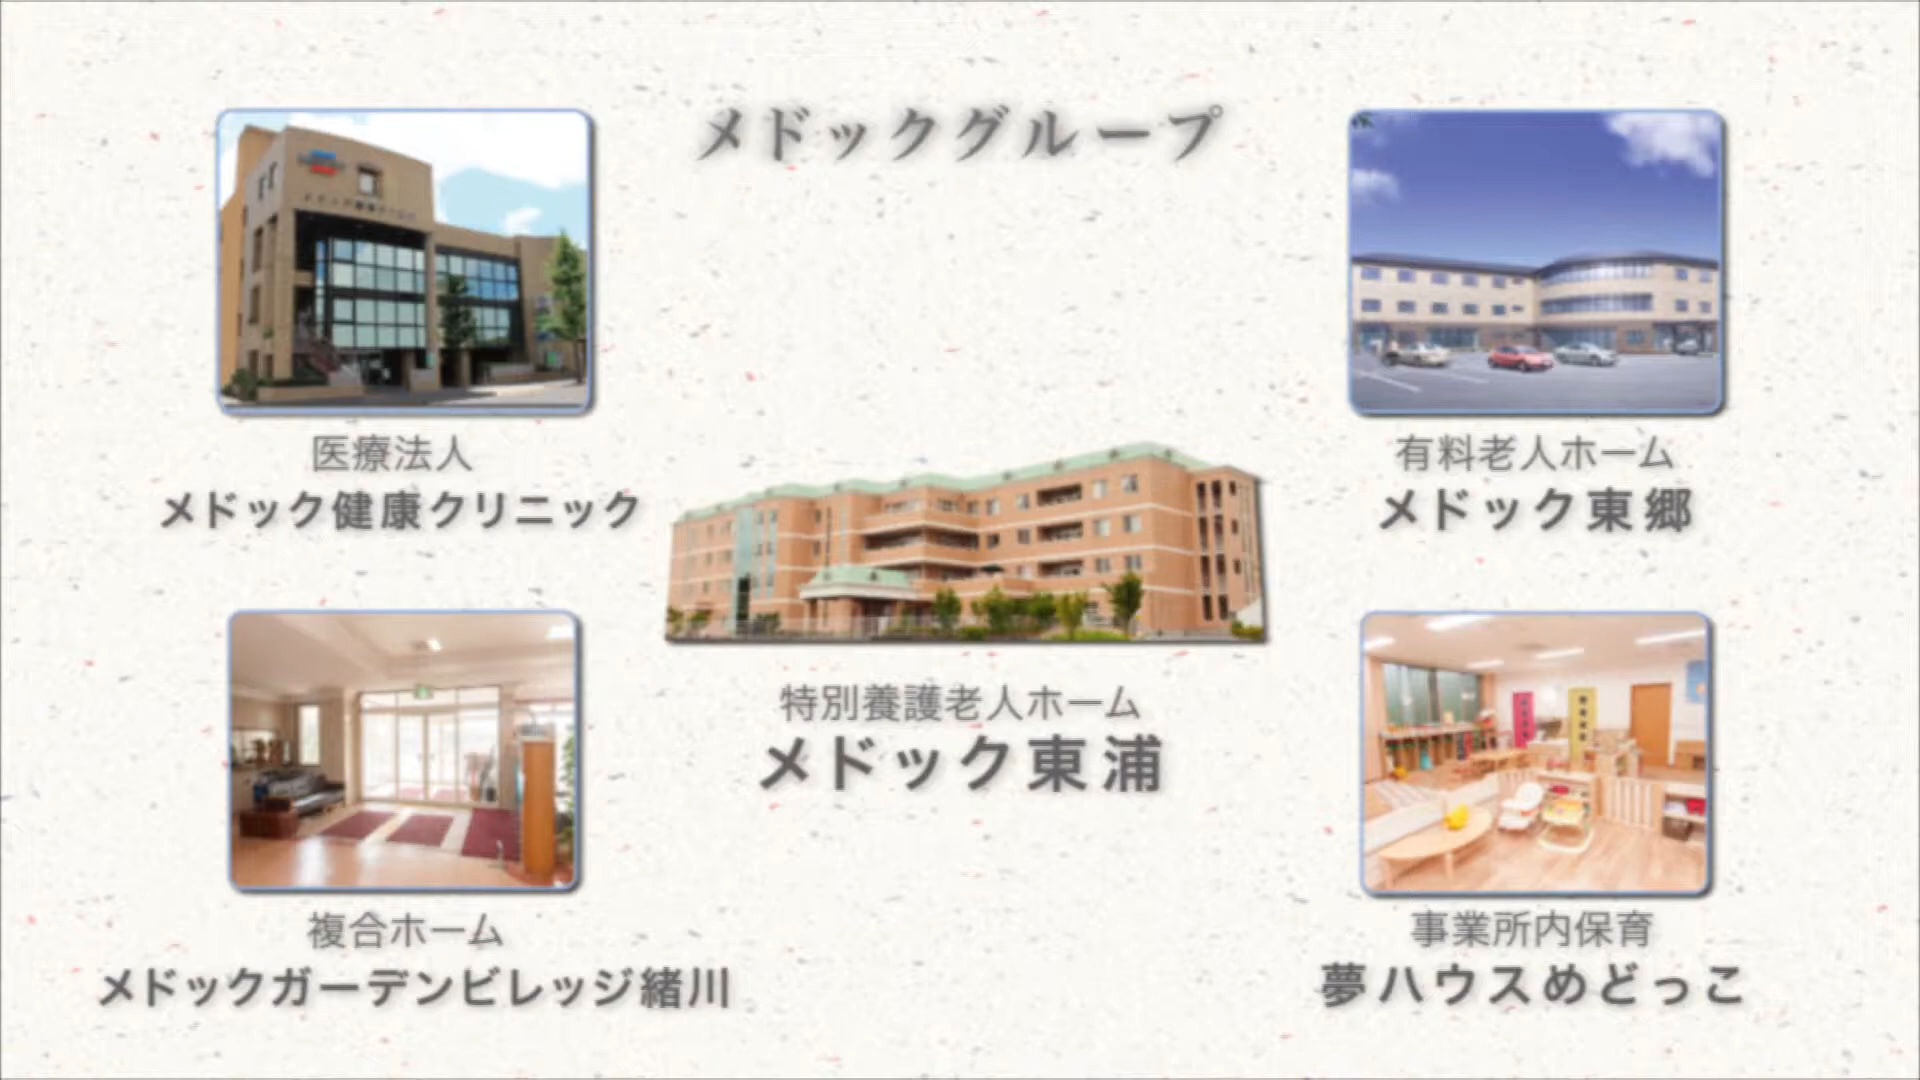 メドックグループ
医療法人
メドック健康クリニック
有料老人ホーム
メドック東郷
特別養護老人ホーム
メドック東浦
複合ホーム
メドックガーデンビレッジ緒川
事業所内保育
夢ハウスめどっこ